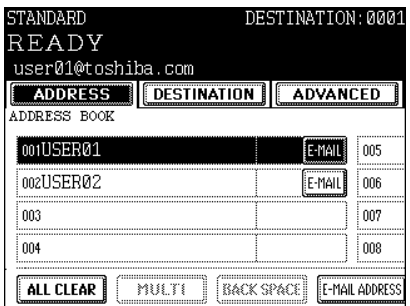 STANDARD DESTINATION:0001
READY
user01@toshiba.com
ADDRESS DESTINATION ADVANCED
ADDRESS BOOK
001USER01 E-MAIL 005
002USER02 E-MAIL 006
003 007
004 008
ALL CLEAR MULTI BACK SPACE E-MAIL ADDRESS